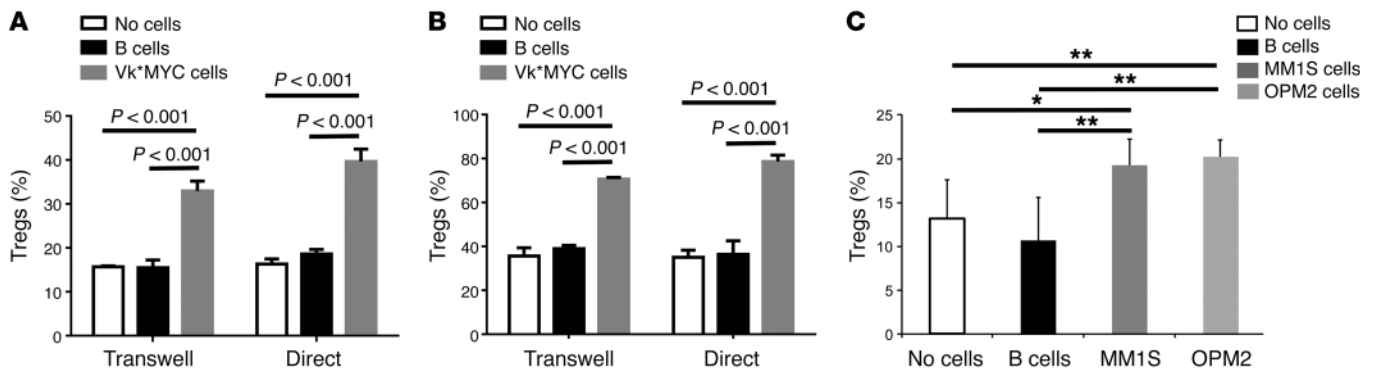 A
No cells
B cells
Vk*MYC cells
P < 0.001
P < 0.001
P < 0.001
P < 0.001
Tregs (%)
50
40
30
20
10
0
Transwell
Direct
B
No cells
B cells
Vk*MYC cells
P < 0.001
P < 0.001
P < 0.001
P < 0.001
Tregs (%)
100
80
60
40
80
0
Transwell
Direct
C
No cells
B cells
MM1S cells
OPM2 cells
**
**
*
**
Tregs (%)
25
20
15
10
5
0
No cells
B cells
MM1S
OPM2